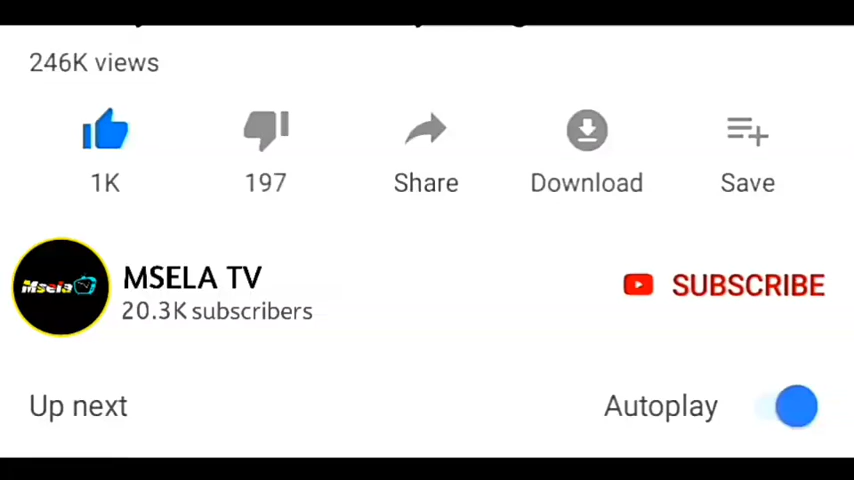 246K views
1K 197 Share Download Save
Msela
MSELA TV
20.3K subscribers
SUBSCRIBE
Up next Autoplay